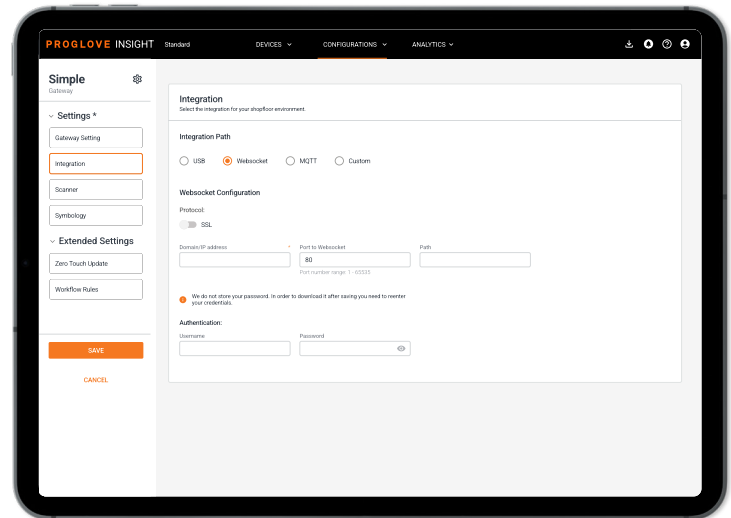 PROGLOVE INSIGHT Standard DEVICES CONFIGURATIONS ANALYTICS
Simple
Gateway
Settings *
Gateway Setting
Integration
Scanner
Symbology
Extended Settings
Zero Touch Update
Workflow Rules
SAVE
CANCEL
Integration
Select the integration for your shopfloor environment.
Integration Path
USB Websocket MQTT Custom
Websocket Configuration
Protocol:
SSL
Domain/IP address * Port to Websocket Path
80
Port number range: 1 - 65535
We do not store your password. In order to download it after saving you need to reenter
your credentials.
Authentication:
Username Password